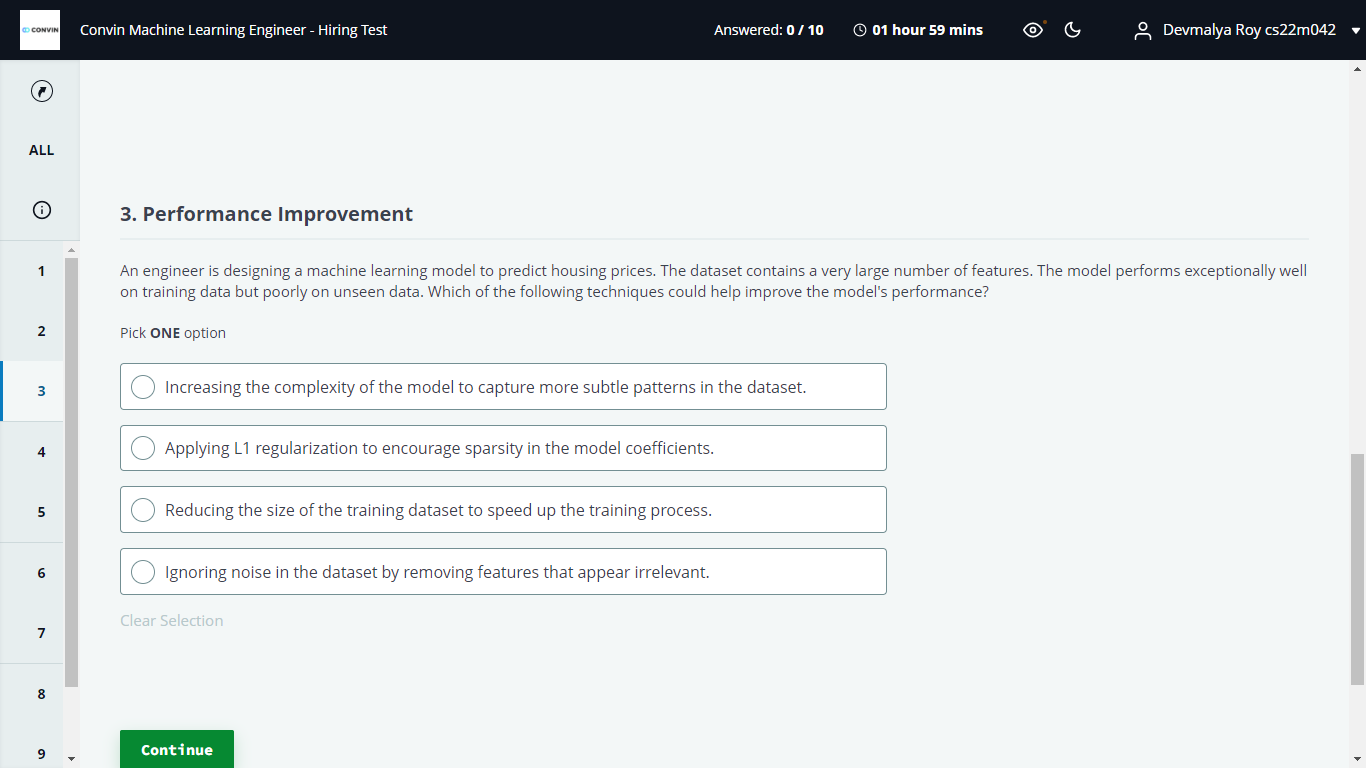 CONVIN Convin Machine Learning Engineer - Hiring Test Answered: 0 / 10 01 hour 59 mins Devmalya Roy cs22m042
ALL
3. Performance Improvement
1 An engineer is designing a machine learning model to predict housing prices. The dataset contains a very large number of features. The model performs exceptionally well
on training data but poorly on unseen data. Which of the following techniques could help improve the model's performance?
2 Pick ONE option
3 Increasing the complexity of the model to capture more subtle patterns in the dataset.
4 Applying L1 regularization to encourage sparsity in the model coefficients.
5 Reducing the size of the training dataset to speed up the training process.
6 Ignoring noise in the dataset by removing features that appear irrelevant.
Clear Selection
7
8
9 Continue